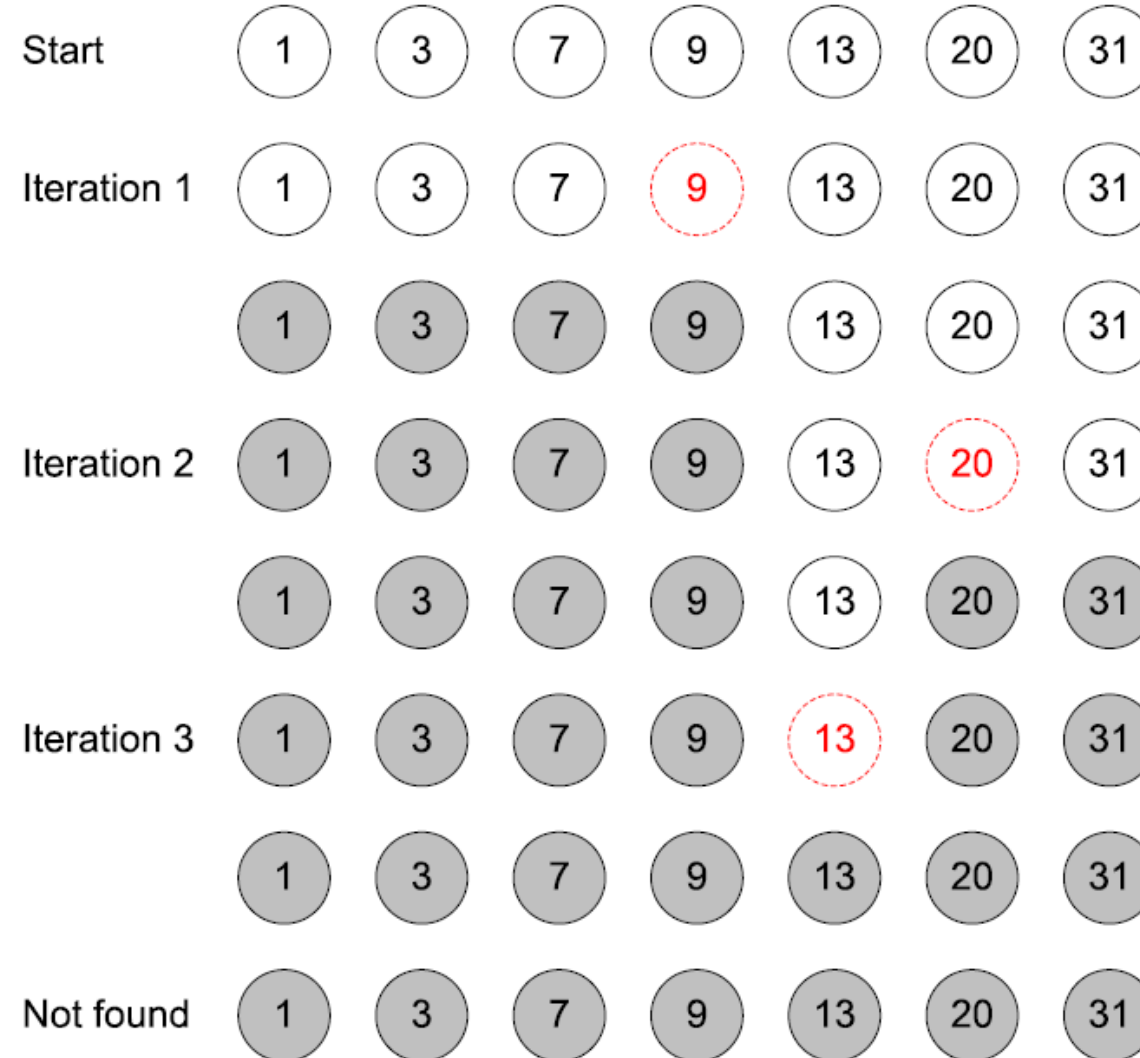 Start 1 3 7 9 13 20 31
Iteration 1 1 3 7 9 13 20 31
1 3 7 9 13 20 31
Iteration 2 1 3 7 9 13 20 31
1 3 7 9 13 20 31
Iteration 3 1 3 7 9 13 20 31
1 3 7 9 13 20 31
Not found 1 3 7 9 13 20 31